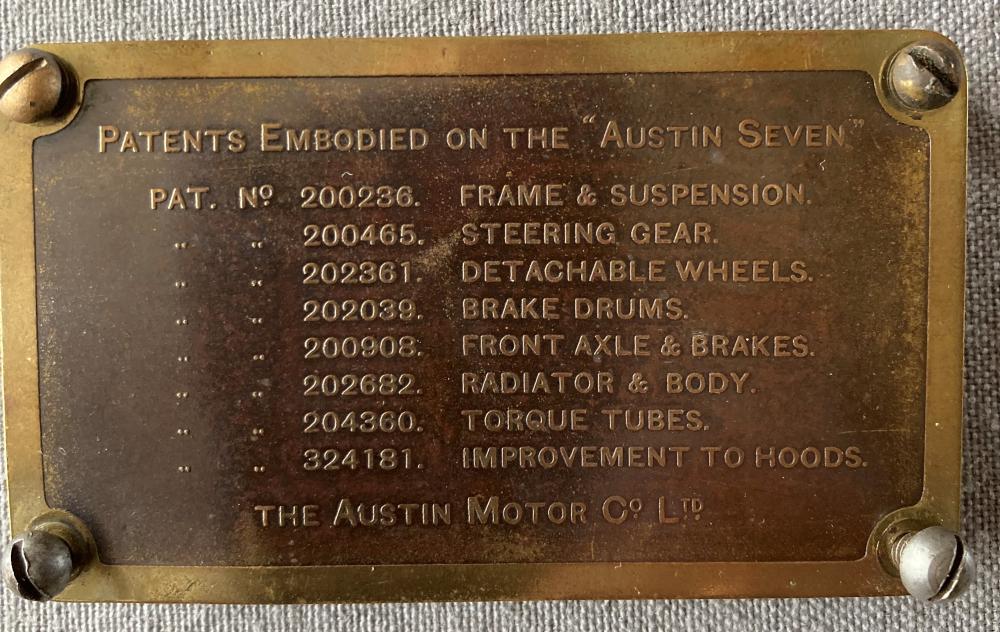 PATENTS EMBODIED ON THE "AUSTIN SEVEN"
PAT. Nº 200236. FRAME & SUSPENSION.
„ „ 200465. STEERING GEAR.
„ „ 202361. DETACHABLE WHEELS.
„ „ 202039. BRAKE DRUMS.
„ „ 200908. FRONT AXLE & BRAKES.
„ „ 202682. RADIATOR & BODY.
„ „ 204360. TORQUE TUBES.
„ „ 324181. IMPROVEMENT TO HOODS.
THE AUSTIN MOTOR Cº LTD.